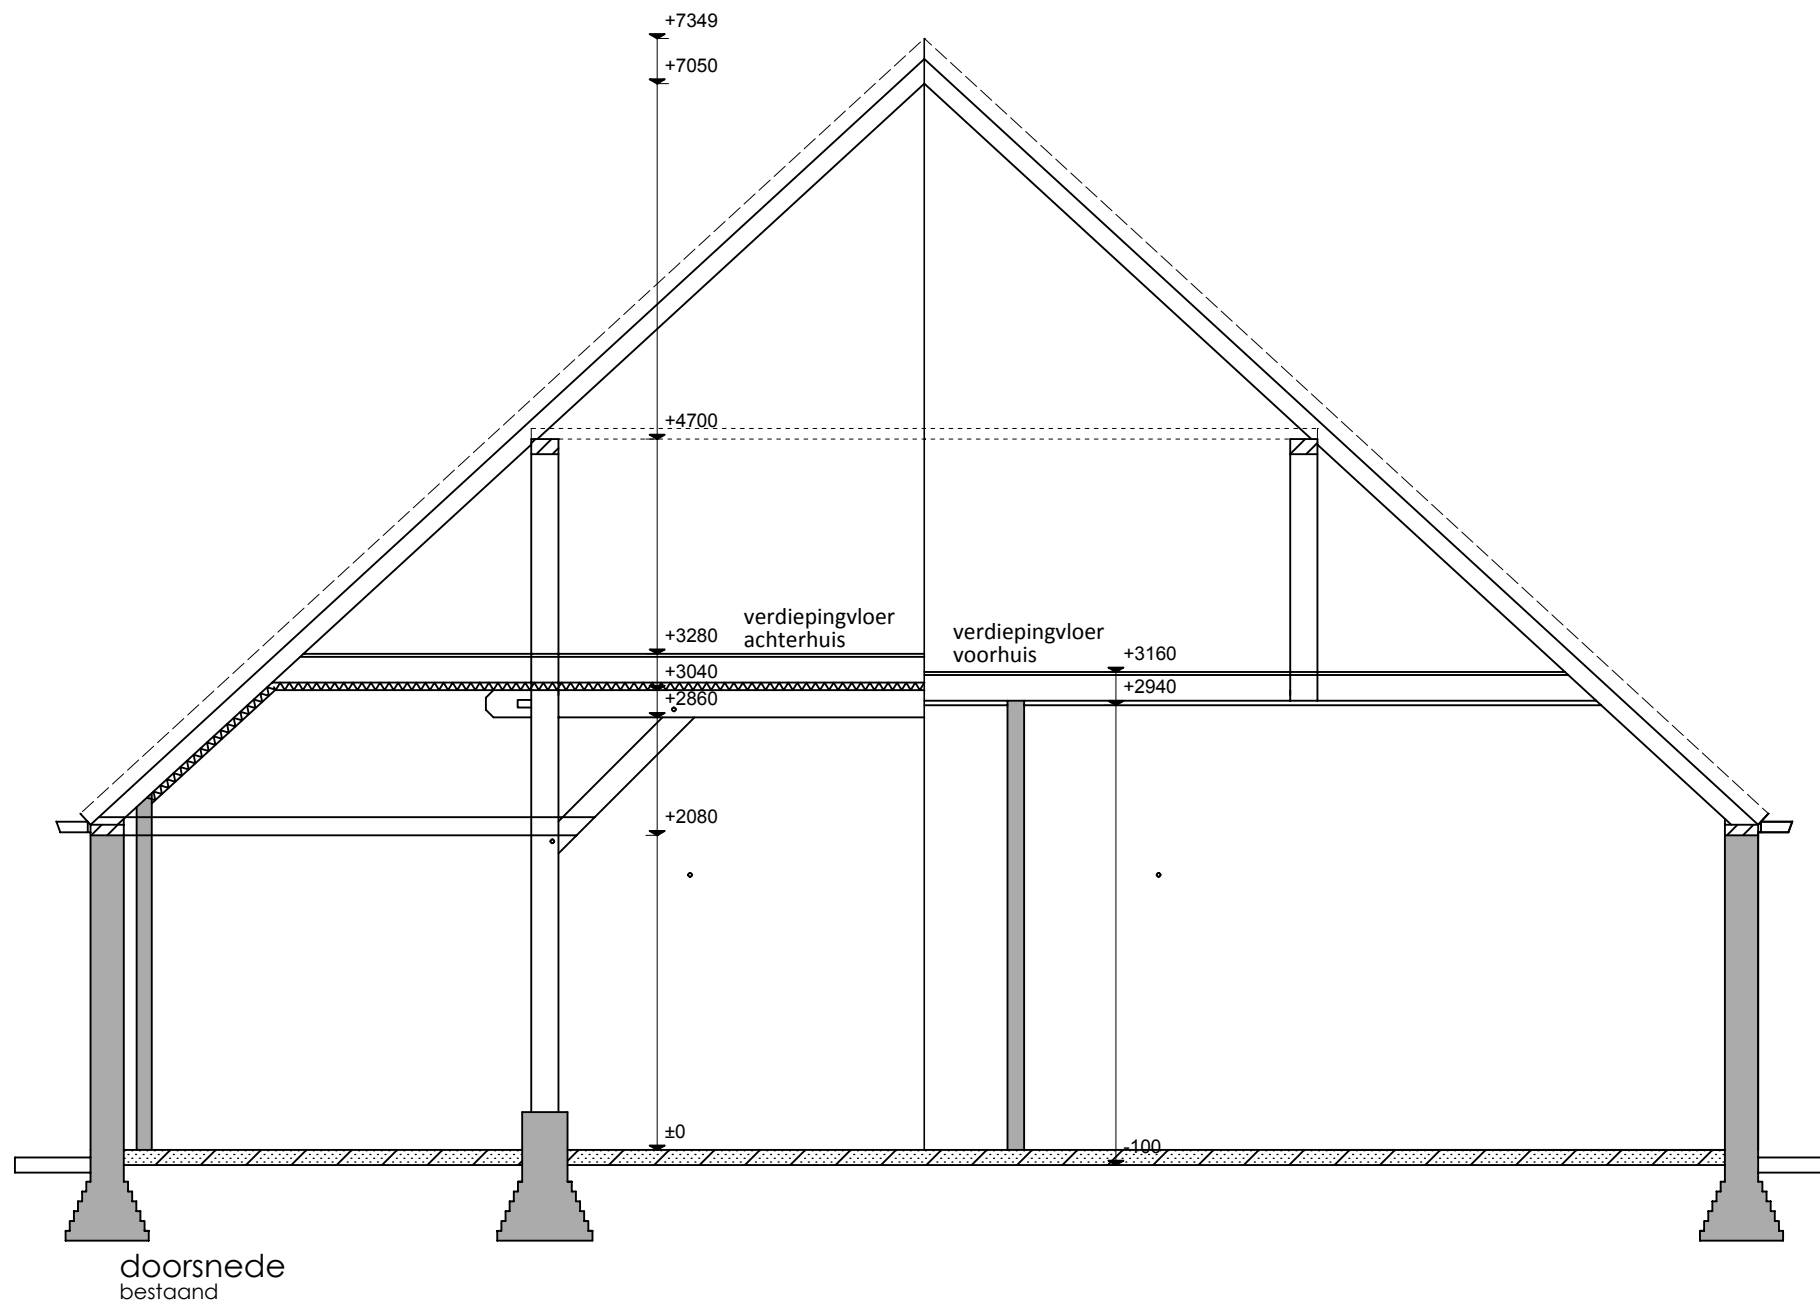 +7349
+7050
+4700
verdiepingvloer
achterhuis
verdiepingvloer
voorhuis
+3280
+3160
+3040
+2940
+2860
+2080
±0
-100
doorsnede
bestaand